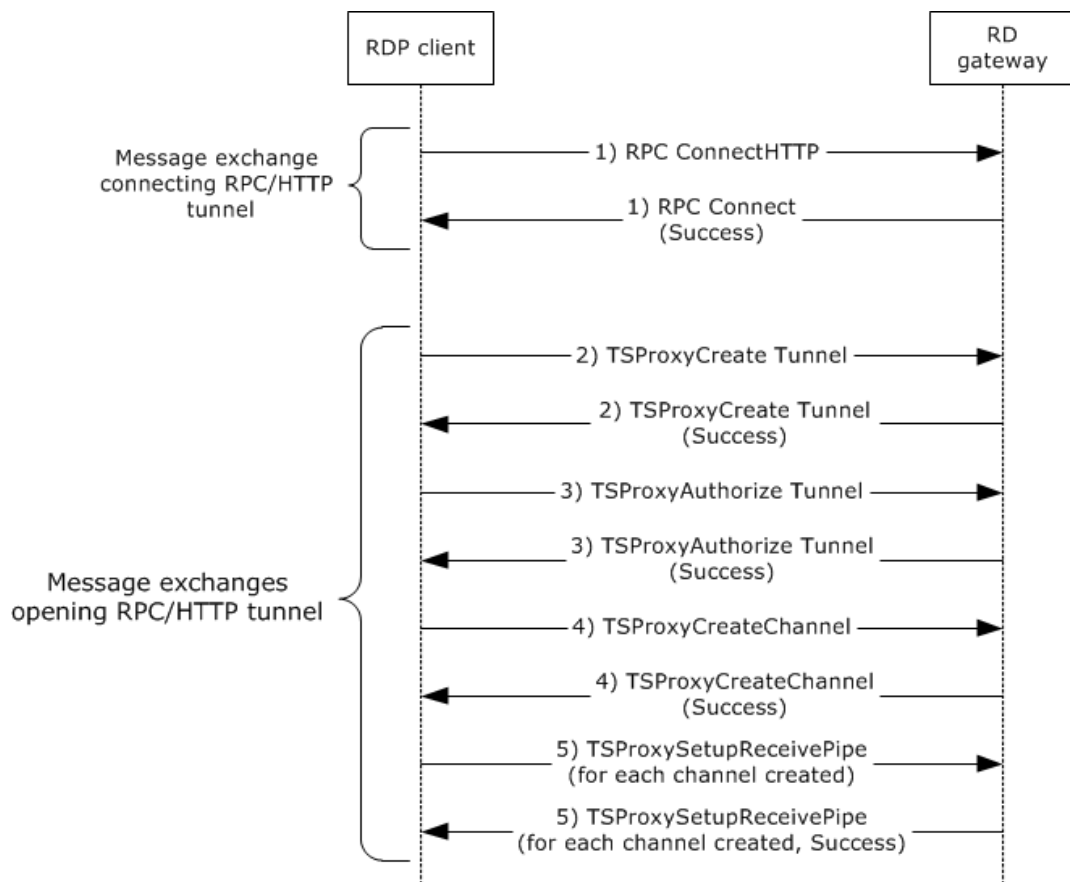 RDP client
RD
gateway
Message exchange
connecting RPC/HTTP
tunnel
1) RPC ConnectHTTP
1) RPC Connect
(Success)
Message exchanges
opening RPC/HTTP tunnel
2) TSProxyCreate Tunnel
2) TSProxyCreate Tunnel
(Success)
3) TSProxyAuthorize Tunnel
3) TSProxyAuthorize Tunnel
(Success)
4) TSProxyCreateChannel
4) TSProxyCreateChannel
(Success)
5) TSProxySetupReceivePipe
(for each channel created)
5) TSProxySetupReceivePipe
(for each channel created, Success)